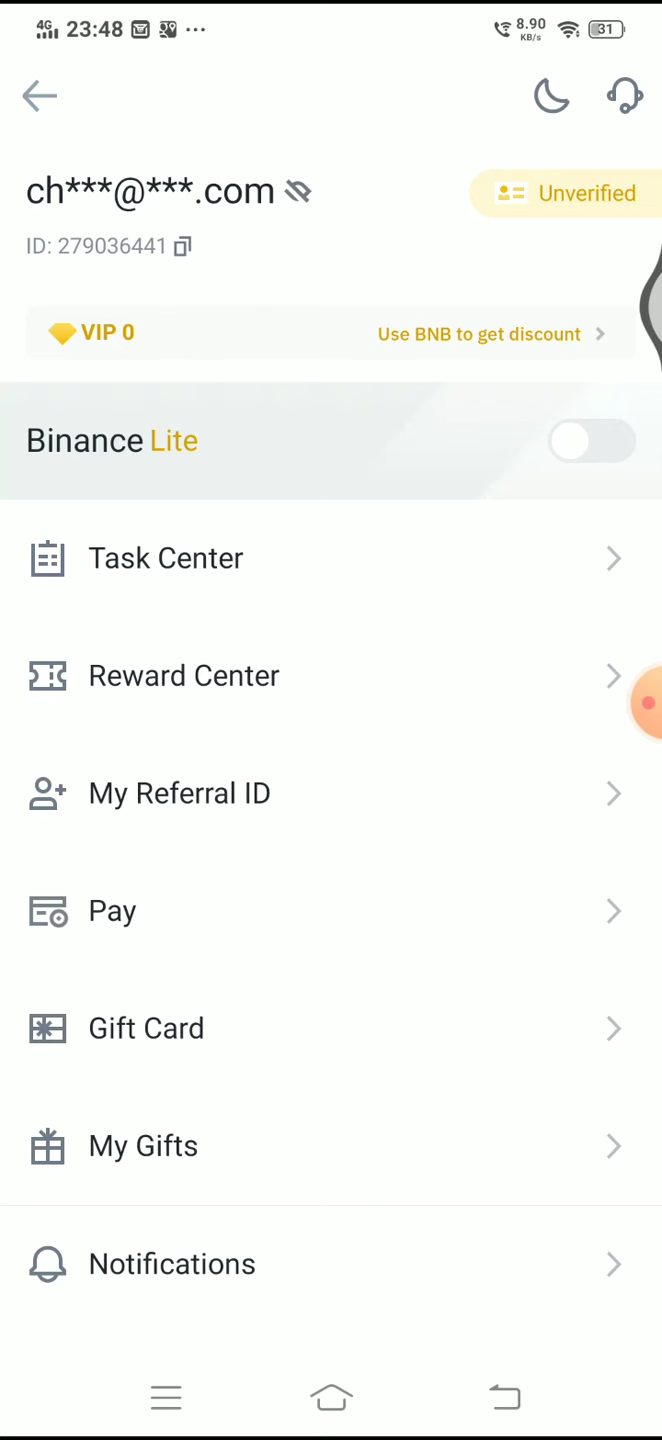 4G 23:48 ... 8.90 KB/s 31
ch***@***.com Unverified
ID: 279036441
VIP 0 Use BNB to get discount
Binance Lite
Task Center
Reward Center
My Referral ID
Pay
Gift Card
My Gifts
Notifications